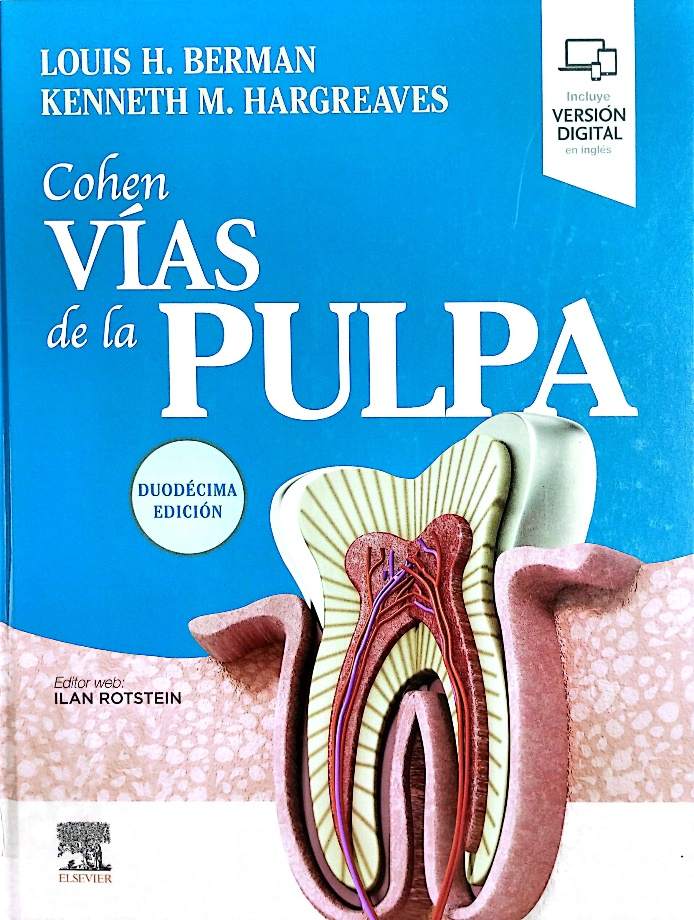 LOUIS H. BERMAN
KENNETH M. HARGREAVES
Incluye
VERSIÓN
DIGITAL
en inglés
Cohen
VÍAS
de la PULPA
DUODÉCIMA
EDICIÓN
Editor web:
ILAN ROTSTEIN
ELSEVIER